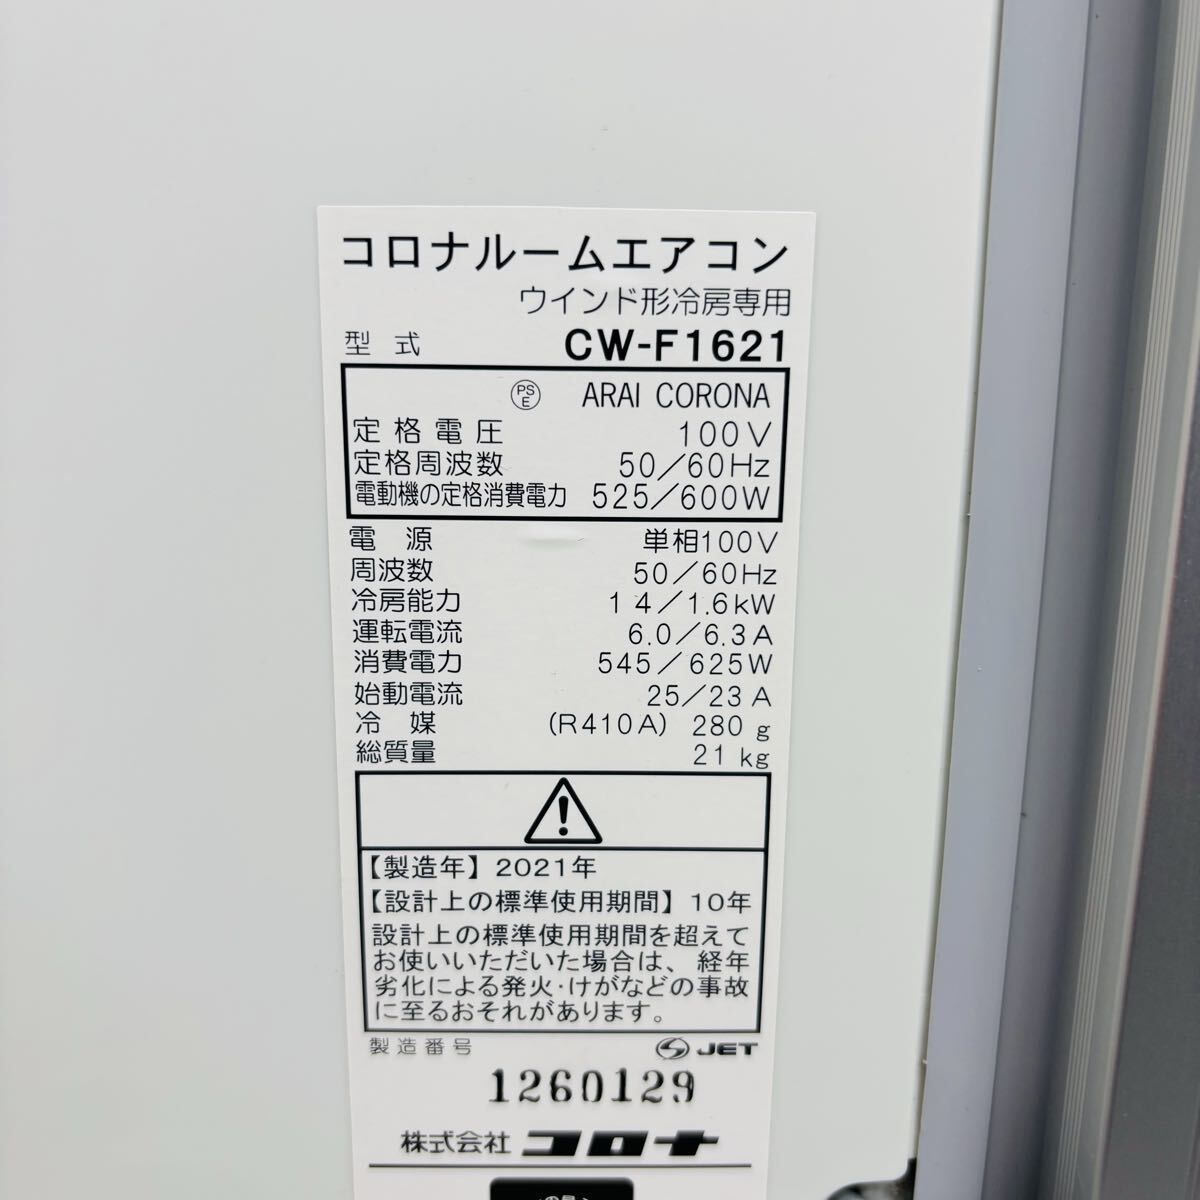 コロナルームエアコン
ウインド形冷房専用
型式 CW-F1621
PSE ARAI CORONA
定格電圧 100V
定格周波数 50/60Hz
電動機の定格消費電力 525/600W
電源 単相100V
周波数 50/60Hz
冷房能力 1 4/1.6kW
運転電流 6.0/6.3A
消費電力 545/625W
始動電流 25/23A
冷媒 (R410A) 280g
総質量 21kg
【製造年】2021年
【設計上の標準使用期間】10年
設計上の標準使用期間を超えて
お使いいただいた場合は、経年
劣化による発火・けがなどの事故
に至るおそれがあります。
製造番号 JET
1260129
株式会社 コロナ